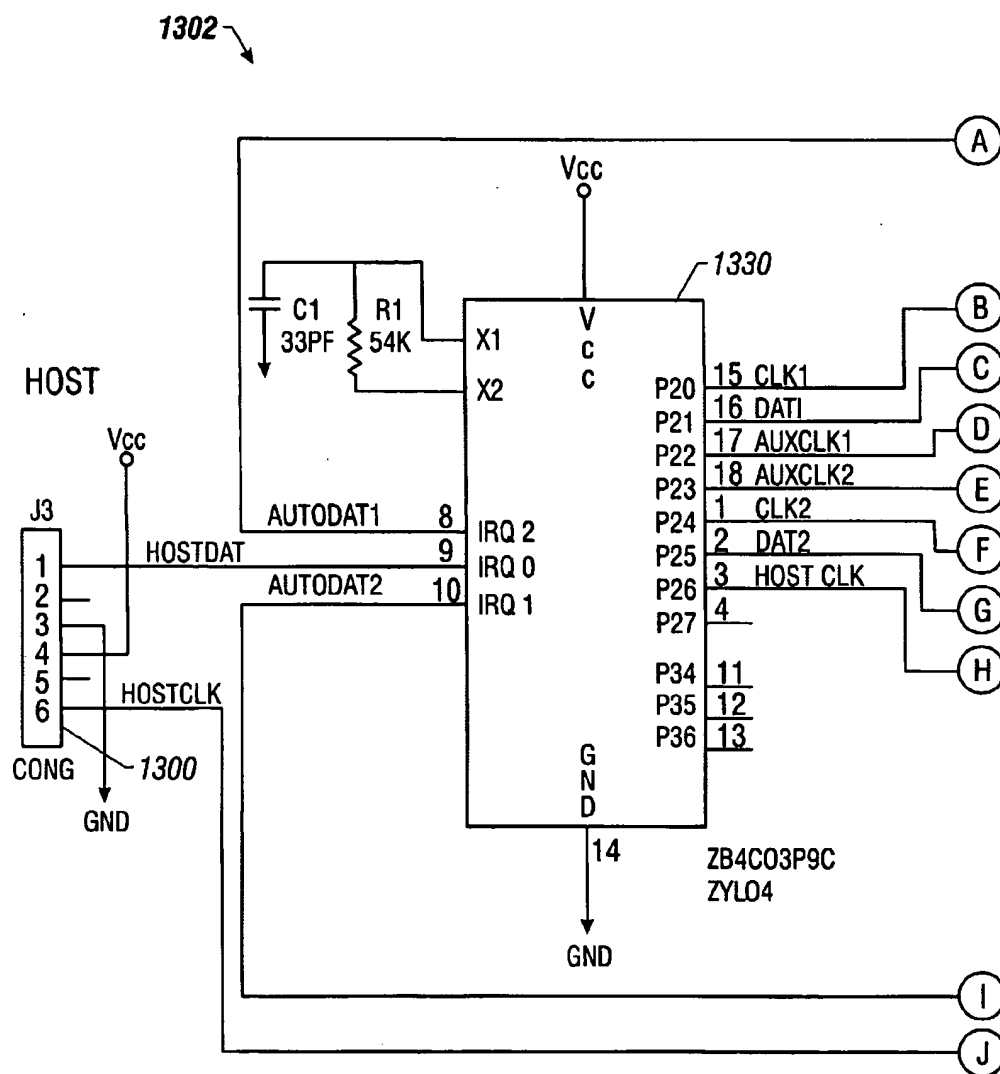 1302
A
Vcc
1330
C1
33PF
R1
54K
X1
X2
V
C
C
HOST
Vcc
J3
1
2
3
4
5
6
CONG
1300
GND
HOSTDAT
HOSTCLK
AUTODAT1
8
IRQ 2
9
IRQ 0
AUTODAT2
10
IRQ 1
P20 15 CLK1
P21 16 DATI
P22 17 AUXCLK1
P23 18 AUXCLK2
P24 1 CLK2
P25 2 DAT2
P26 3 HOST CLK
P27 4
P34 11
P35 12
P36 13
B
C
D
E
F
G
H
G
N
D
14
GND
ZB4CO3P9C
ZYLO4
I
J